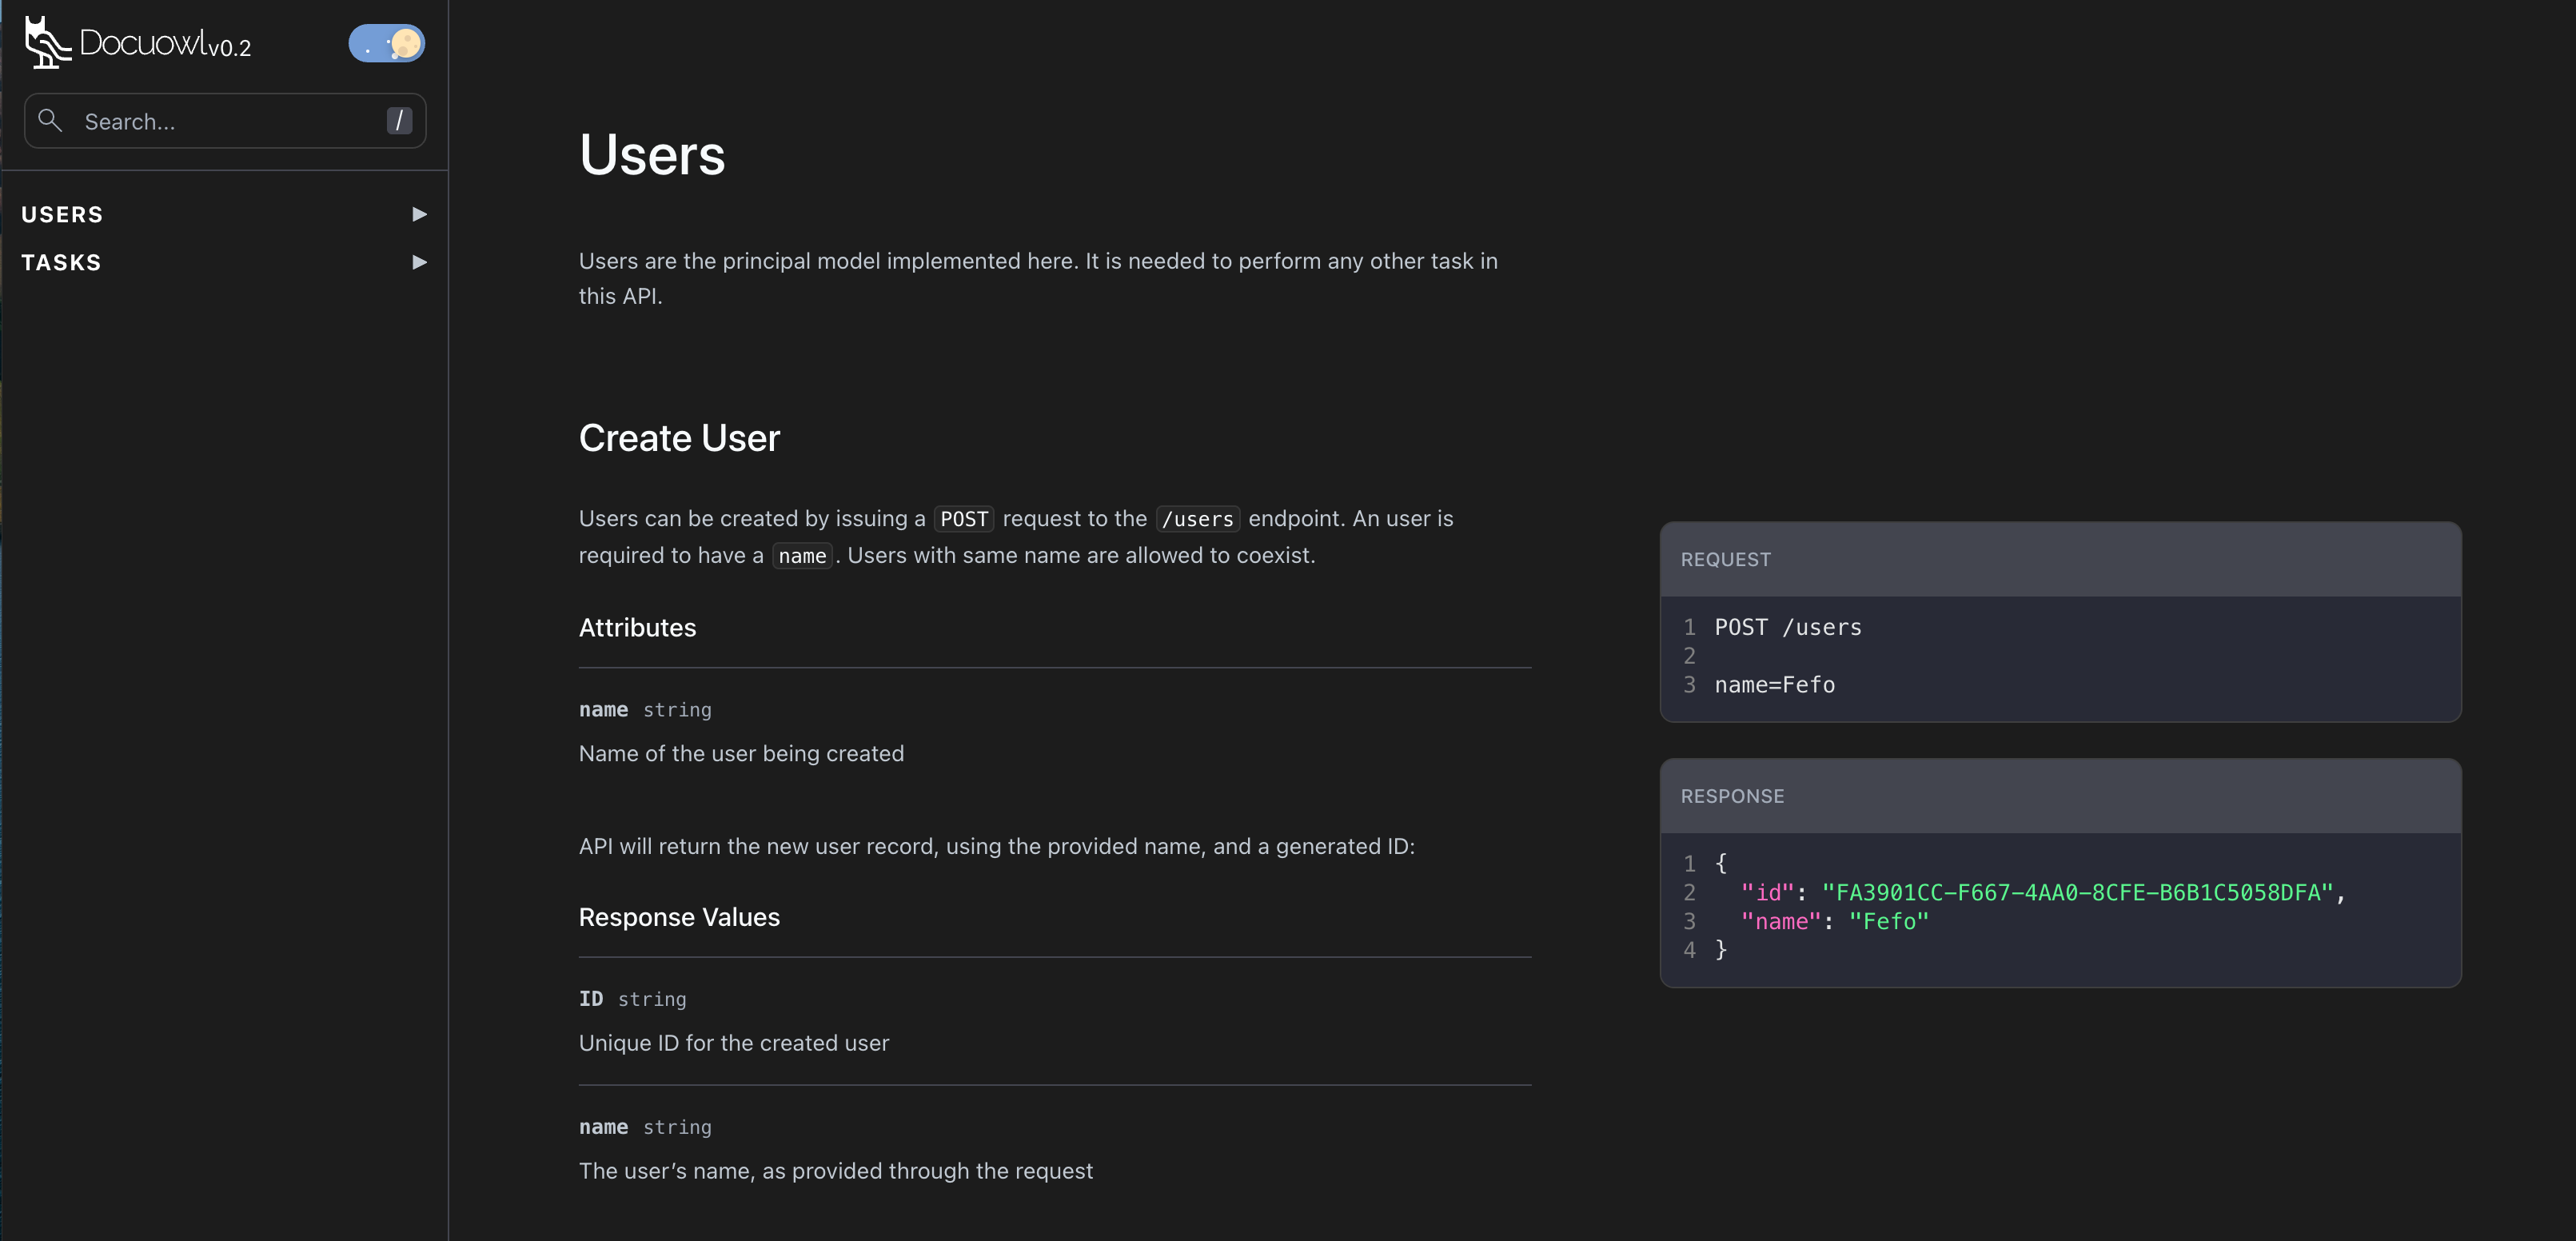 Docuowl v0.2
Search...
/
USERS
TASKS
Users
Users are the principal model implemented here. It is needed to perform any other task in
this API.
Create User
Users can be created by issuing a POST request to the /users endpoint. An user is
required to have a name. Users with same name are allowed to coexist.
Attributes
name string
Name of the user being created
API will return the new user record, using the provided name, and a generated ID:
Response Values
ID string
Unique ID for the created user
name string
The user’s name, as provided through the request
REQUEST
1 POST /users
2
3 name=Fefo
RESPONSE
1 {
2   "id": "FA3901CC-F667-4AA0-8CFE-B6B1C5058DFA",
3   "name": "Fefo"
4 }